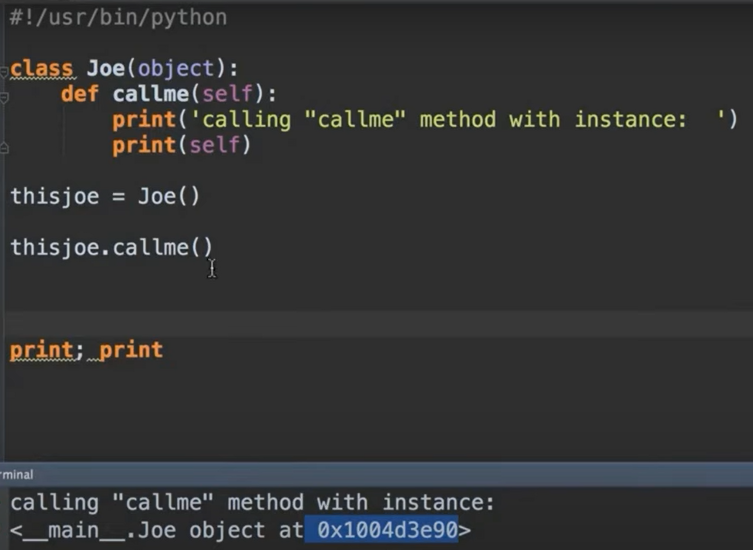 #!/usr/bin/python
class Joe(object):
    def callme(self):
        print('calling "callme" method with instance:  ')
        print(self)
thisjoe = Joe()
thisjoe.callme()
print; print
rminal
calling "callme" method with instance:
<__main__.Joe object at 0x1004d3e90>